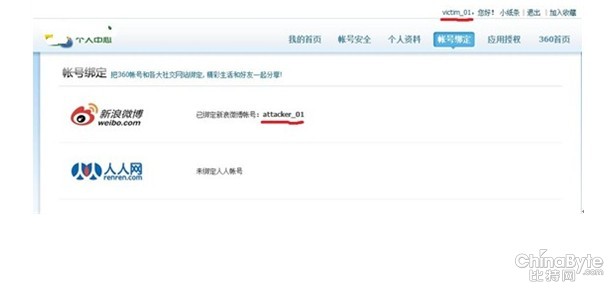 victim_01，您好！ 小纸条 | 退出 | 加入收藏
个人中心
我的首页 帐号安全 个人资料 帐号绑定 应用授权 360首页
帐号绑定 把360帐号和各大社交网站绑定，精彩生活和好友一起分享！
新浪微博
weibo.com
已绑定新浪微博帐号：attacker_01
人人网
renren.com
未绑定人人帐号
ChinaByte
比特网